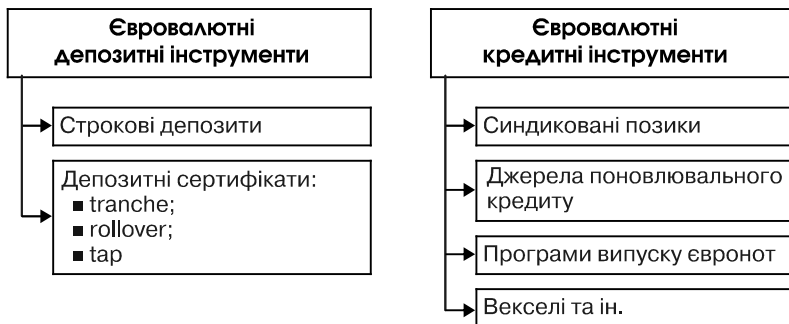 Євровалютні
депозитні інструменти
Строкові депозити
Депозитні сертифікати:
■ tranche;
■ rollover;
■ tap
Євровалютні
кредитні інструменти
Синдиковані позики
Джерела поновлювального
кредиту
Програми випуску євронот
Векселі та ін.